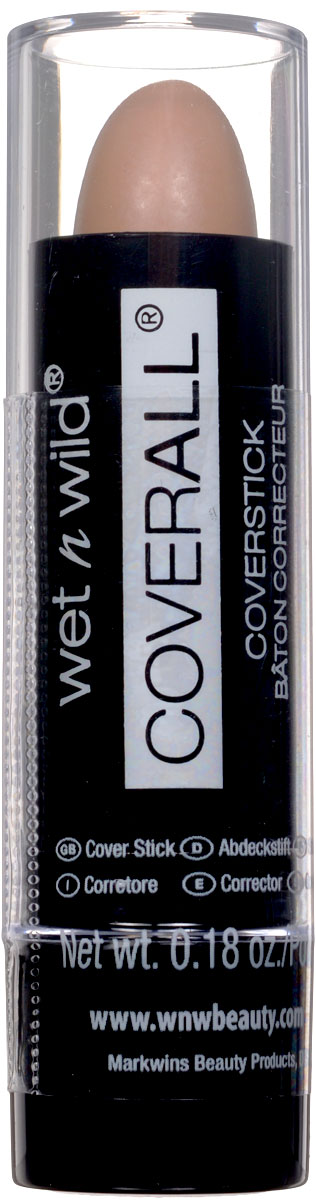 wet n wild®
COVERALL®
COVERSTICK
BÂTON CORRECTEUR
GB Cover Stick D Abdeckstift
I Corretore E Corrector
Net wt. 0.18 oz./
www.wnwbeauty.com
Markwins Beauty Products,